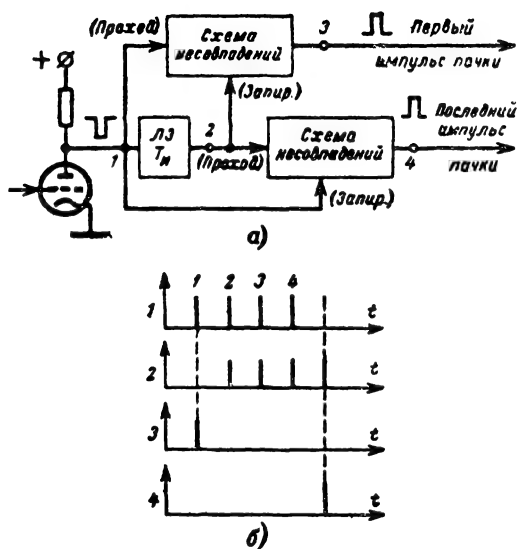 (Проход)
Схема
несовпадений
3
Первый
импульс пачки
+
(Запир.)
1
ЛЗ
Tи
2
(Проход)
Схема
несовпадений
4
Последний
импульс
пачки
(Запир.)
а)
1 2 3 4
1 t
2 t
3 t
4 t
б)